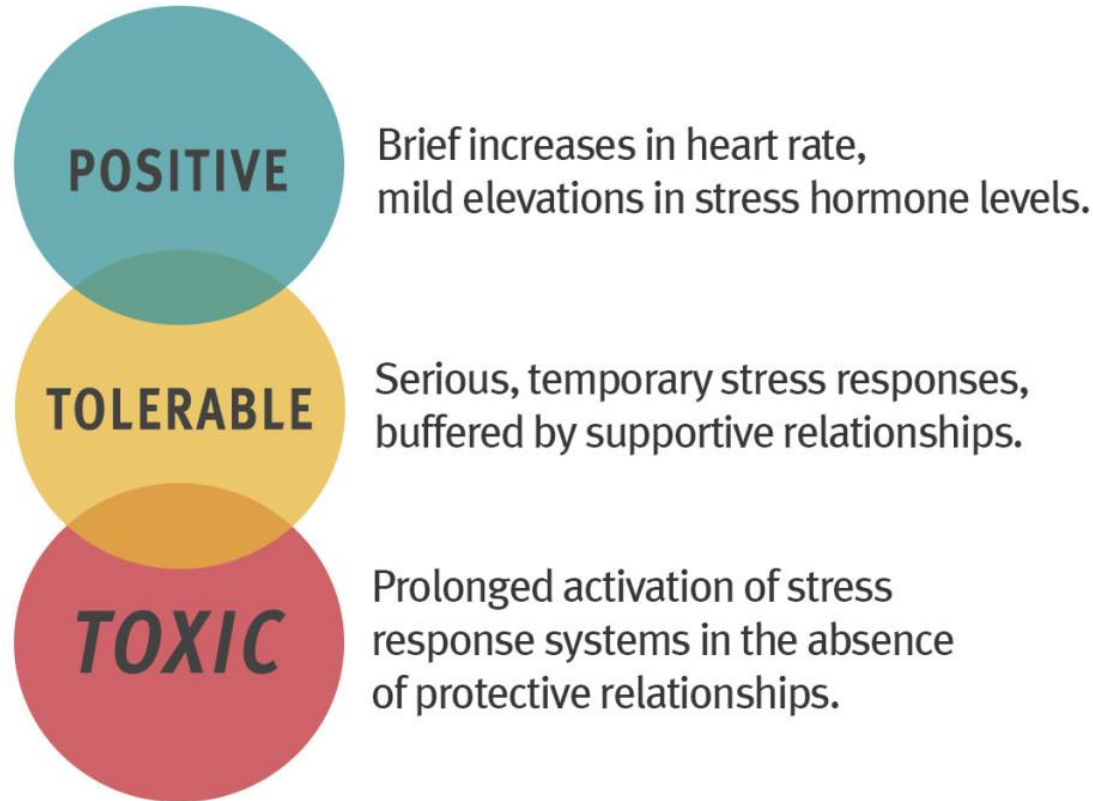 POSITIVE
Brief increases in heart rate,
mild elevations in stress hormone levels.
TOLERABLE
Serious, temporary stress responses,
buffered by supportive relationships.
TOXIC
Prolonged activation of stress
response systems in the absence
of protective relationships.